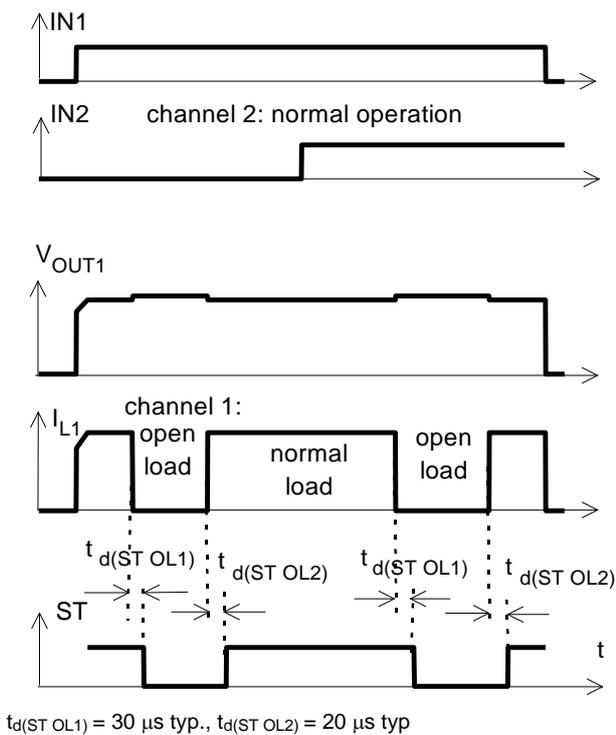 IN1
IN2
channel 2: normal operation
VOUT1
IL1
channel 1:
open
load
normal
load
open
load
t d(ST OL1)
t d(ST OL2)
t d(ST OL1)
t d(ST OL2)
ST
t
td(ST OL1) = 30 µs typ., td(ST OL2) = 20 µs typ